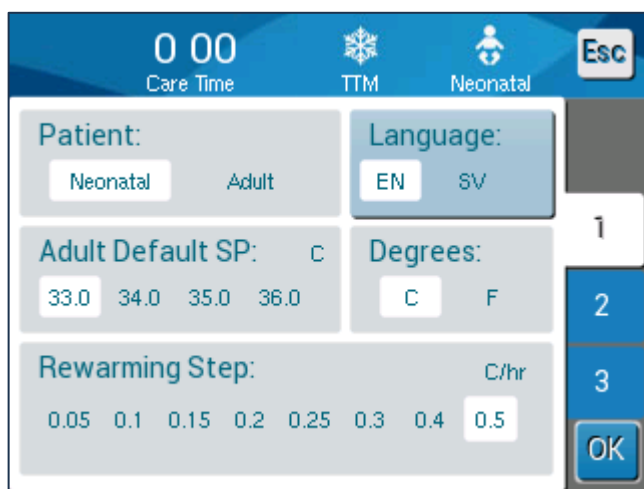 0 00
Care Time
TTM
Neonatal
Esc
Patient:
Neonatal Adult
Language:
EN SV
Adult Default SP: C
33.0 34.0 35.0 36.0
Degrees:
C F
Rewarming Step: C/hr
0.05 0.1 0.15 0.2 0.25 0.3 0.4 0.5
1
2
3
OK